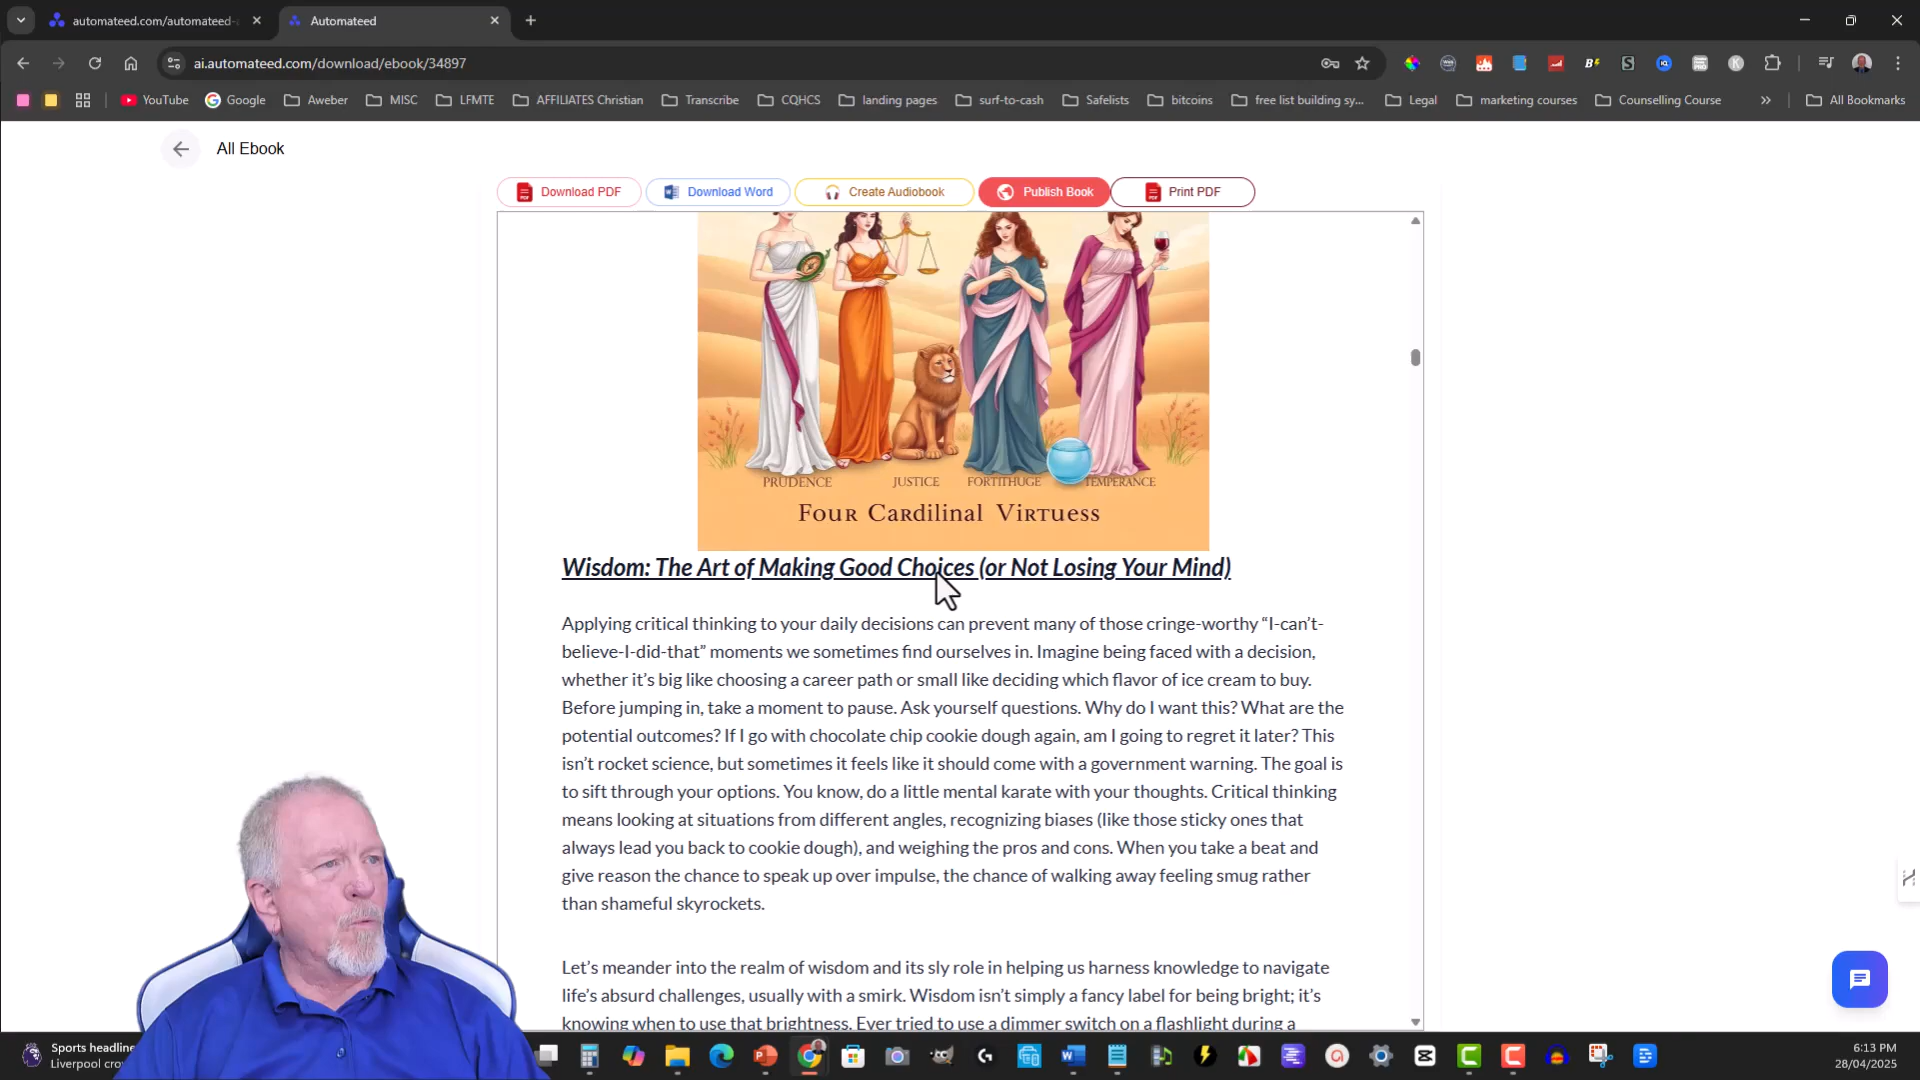 automateed.com/automateed-
Automateed
ai.automateed.com/download/ebook/34897
YouTube
Google
Aweber
MISC
LFMTE
AFFILIATES Christian
Transcribe
CQHCS
landing pages
surf-to-cash
Safelists
bitcoins
free list building sy...
Legal
marketing courses
Counselling Course
All Bookmarks
All Ebook
Download PDF
Download Word
Create Audiobook
Publish Book
Print PDF
PRUDENCE
JUSTICE
FORTITHUGE
TEMPERANCE
Four Cardilinal Virtuess
Wisdom: The Art of Making Good Choices (or Not Losing Your Mind)
Applying critical thinking to your daily decisions can prevent many of those cringe-worthy “I-can’t-
believe-I-did-that” moments we sometimes find ourselves in. Imagine being faced with a decision,
whether it’s big like choosing a career path or small like deciding which flavor of ice cream to buy.
Before jumping in, take a moment to pause. Ask yourself questions. Why do I want this? What are the
potential outcomes? If I go with chocolate chip cookie dough again, am I going to regret it later? This
isn’t rocket science, but sometimes it feels like it should come with a government warning. The goal is
to sift through your options. You know, do a little mental karate with your thoughts. Critical thinking
means looking at situations from different angles, recognizing biases (like those sticky ones that
always lead you back to cookie dough), and weighing the pros and cons. When you take a beat and
give reason the chance to speak up over impulse, the chance of walking away feeling smug rather
than shameful skyrockets.
Let’s meander into the realm of wisdom and its sly role in helping us harness knowledge to navigate
life’s absurd challenges, usually with a smirk. Wisdom isn’t simply a fancy label for being bright; it’s
knowing when to use that brightness. Ever tried to use a dimmer switch on a flashlight during a
Sports headline
Liverpool crow
6:13 PM
28/04/2025